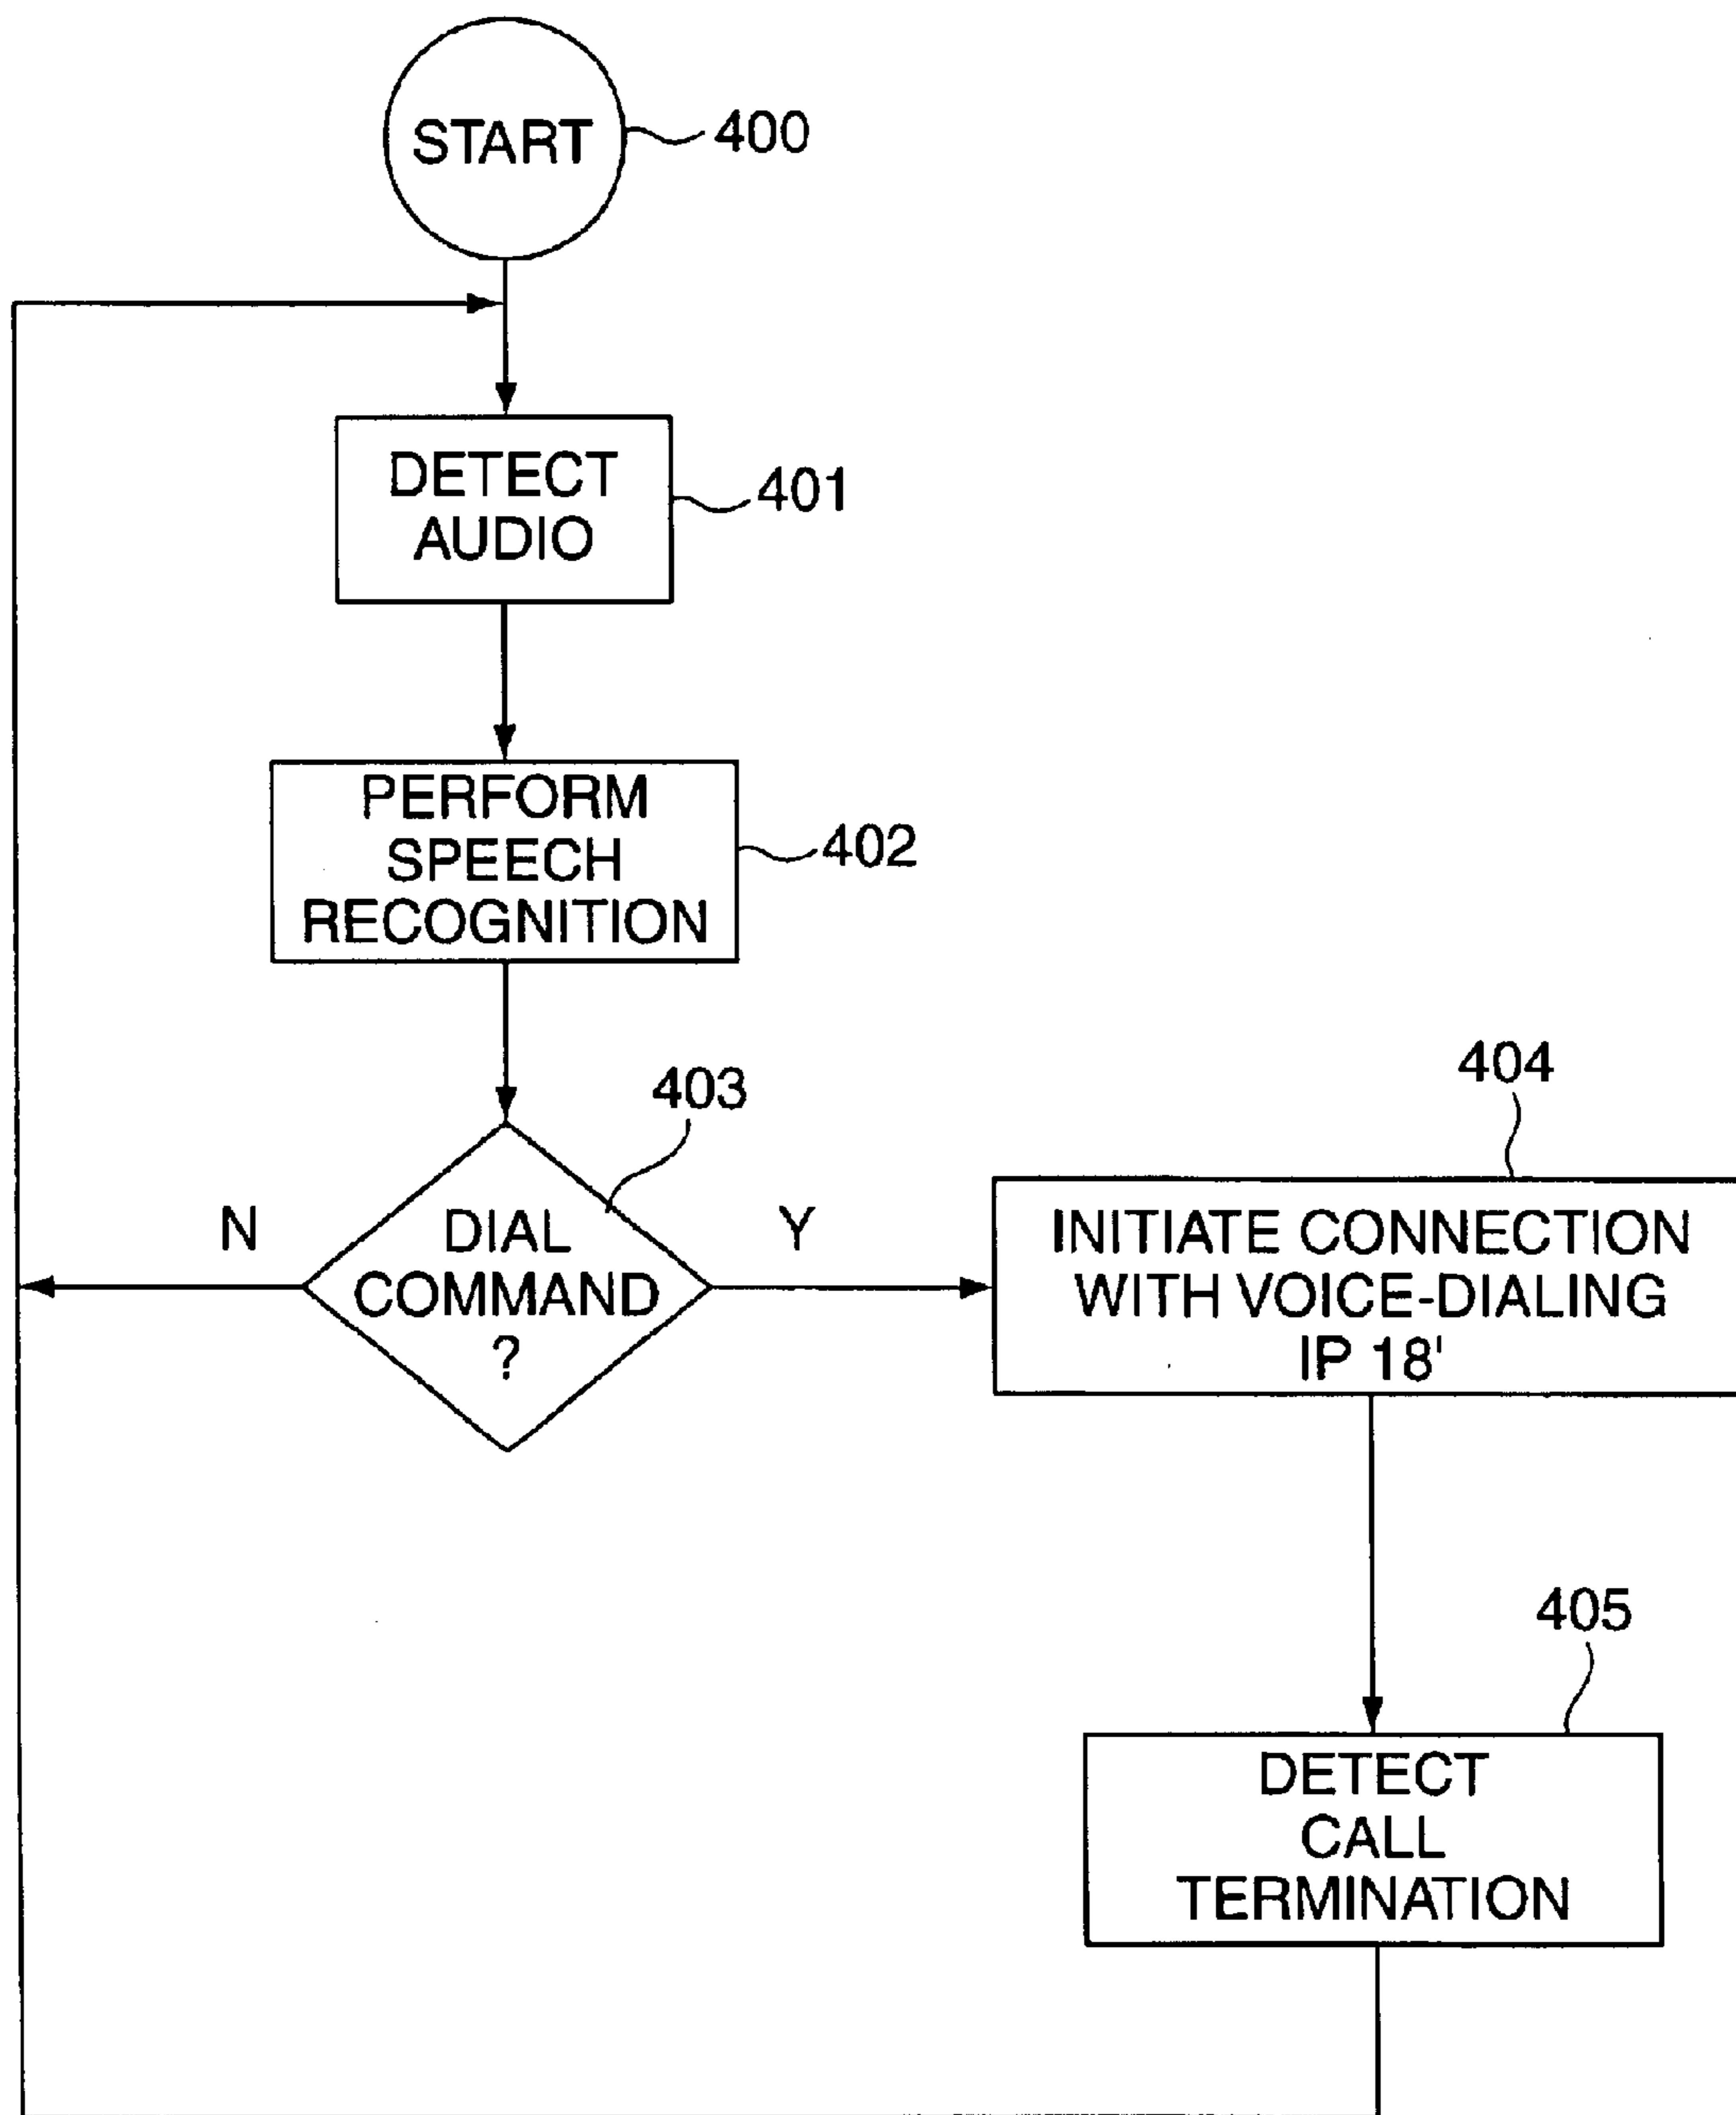 START
400
DETECT
AUDIO
401
PERFORM
SPEECH
RECOGNITION
402
403
DIAL
COMMAND
?
N
Y
404
INITIATE CONNECTION
WITH VOICE-DIALING
IP 18'
405
DETECT
CALL
TERMINATION